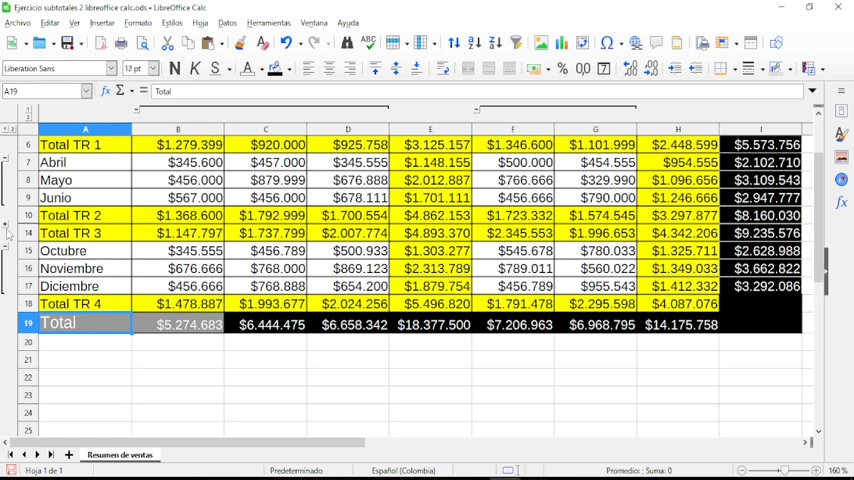 Ejercicio subtotales 2 libreoffice calc.ods • LibreOffice Calc
Archivo Editar Ver Insertar Formato Estilos Hoja Datos Herramientas Ventana Ayuda
Liberation Sans 12 pt N K S A % 0,0
A19 fx Σ = Total
1
2
1 2 A B C D E F G H I
6 Total TR 1 $1.279.399 $920.000 $925.758 $3.125.157 $1.346.600 $1.101.999 $2.448.599 $5.573.756
7 Abril $345.600 $457.000 $345.555 $1.148.155 $500.000 $454.555 $954.555 $2.102.710
8 Mayo $456.000 $879.999 $676.888 $2.012.887 $766.666 $329.990 $1.096.656 $3.109.543
9 Junio $567.000 $456.000 $678.111 $1.701.111 $456.666 $790.000 $1.246.666 $2.947.777
10 Total TR 2 $1.368.600 $1.792.999 $1.700.554 $4.862.153 $1.723.332 $1.574.545 $3.297.877 $8.160.030
14 Total TR 3 $1.147.797 $1.737.799 $2.007.774 $4.893.370 $2.345.553 $1.996.653 $4.342.206 $9.235.576
15 Octubre $345.555 $456.789 $500.933 $1.303.277 $545.678 $780.033 $1.325.711 $2.628.988
16 Noviembre $676.666 $768.000 $869.123 $2.313.789 $789.011 $560.022 $1.349.033 $3.662.822
17 Diciembre $456.666 $768.888 $654.200 $1.879.754 $456.789 $955.543 $1.412.332 $3.292.086
18 Total TR 4 $1.478.887 $1.993.677 $2.024.256 $5.496.820 $1.791.478 $2.295.598 $4.087.076
19 Total $5.274.683 $6.444.475 $6.658.342 $18.377.500 $7.206.963 $6.968.795 $14.175.758
20
21
22
23
24
25
Resumen de ventas
Hoja 1 de 1 Predeterminado Español (Colombia) Promedio: ; Suma: 0 160 %